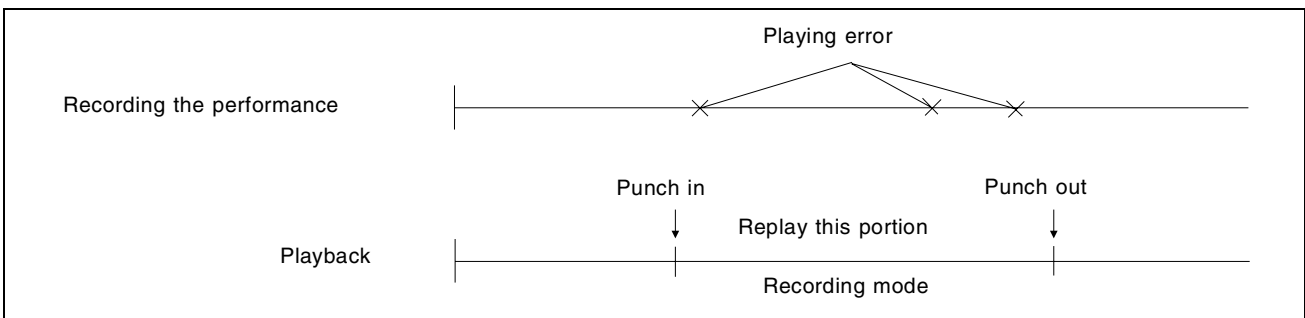 Playing error
Recording the performance
Punch in
Punch out
Replay this portion
Playback
Recording mode